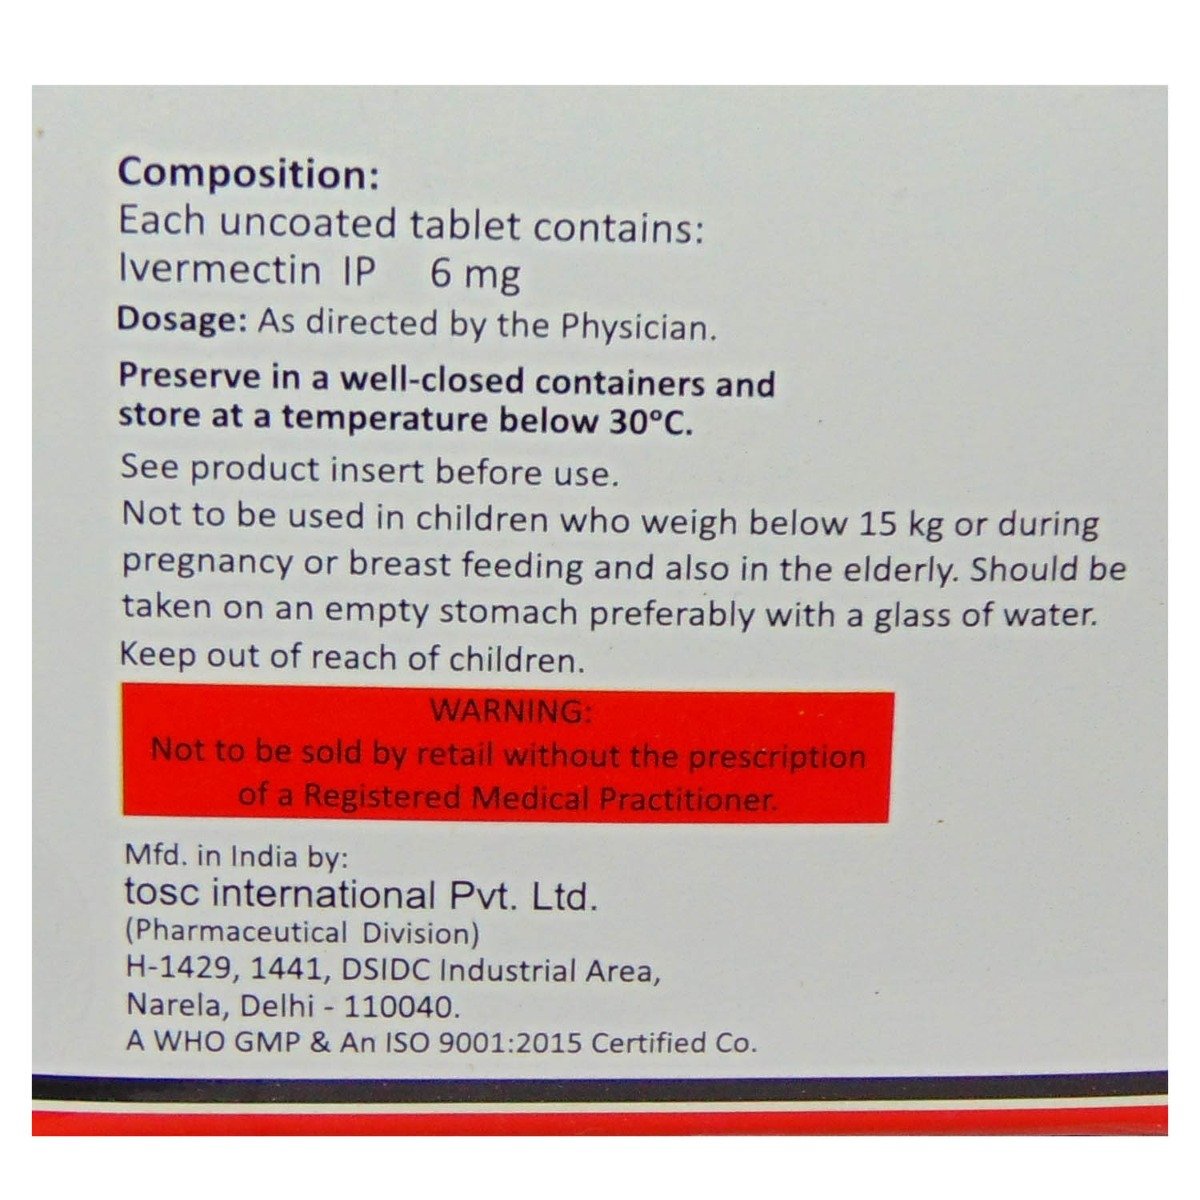 Composition:
Each uncoated tablet contains:
Ivermectin IP 6 mg
Dosage: As directed by the Physician.
Preserve in a well-closed containers and
store at a temperature below 30°C.
See product insert before use.
Not to be used in children who weigh below 15 kg or during
pregnancy or breast feeding and also in the elderly. Should be
taken on an empty stomach preferably with a glass of water.
Keep out of reach of children.
WARNING:
Not to be sold by retail without the prescription
of a Registered Medical Practitioner.
Mfd. in India by:
tosc international Pvt. Ltd.
(Pharmaceutical Division)
H-1429, 1441, DSIDC Industrial Area,
Narela, Delhi - 110040.
A WHO GMP & An ISO 9001:2015 Certified Co.